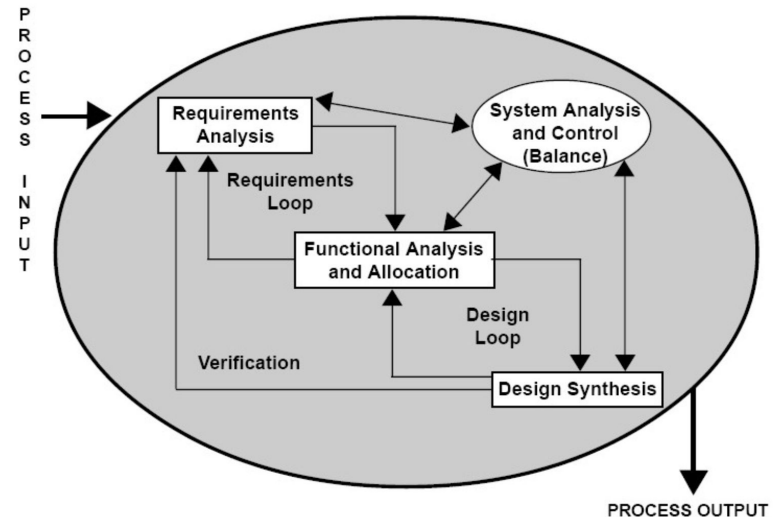 PROCESS INPUT
Requirements
Analysis
System Analysis
and Control
(Balance)
Requirements
Loop
Functional Analysis
and Allocation
Design
Loop
Verification
Design Synthesis
PROCESS OUTPUT